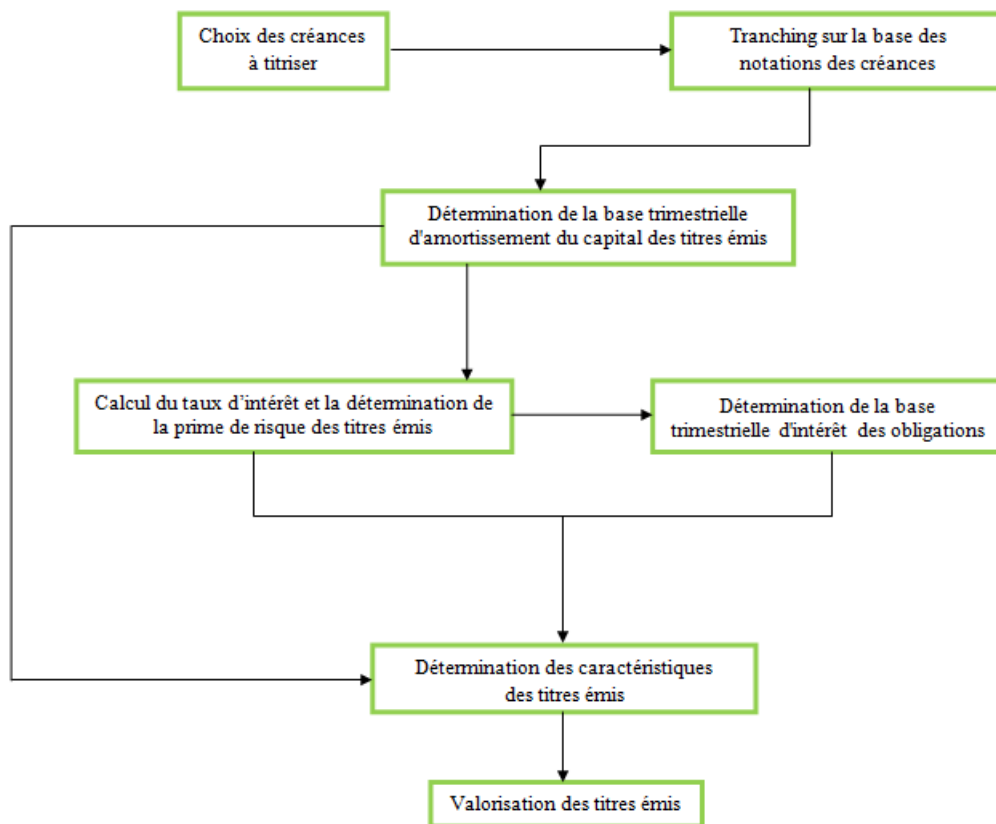 Choix des créances
à titriser
Tranching sur la base des
notations des créances
Détermination de la base trimestrielle
d'amortissement du capital des titres émis
Calcul du taux d’intérêt et la détermination de
la prime de risque des titres émis
Détermination de la base
trimestrielle d'intérêt des obligations
Détermination des caractéristiques
des titres émis
Valorisation des titres émis